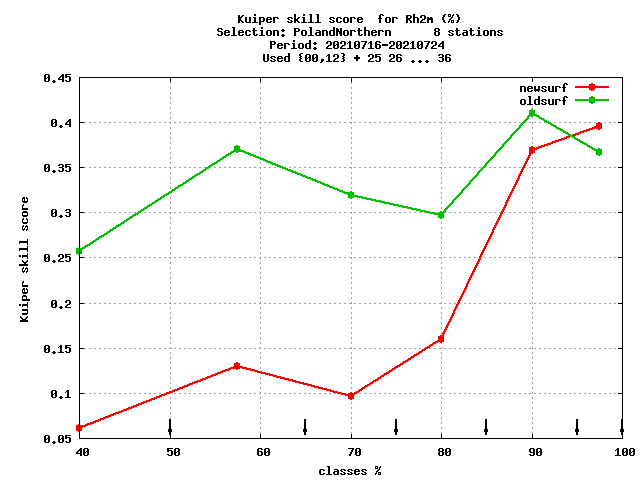 Kuiper skill score  for Rh2m (%)
Selection: PolandNorthern      8 stations
Period: 20210716-20210724
Used {00,12} + 25 26 ... 36
newsurf
oldsurf
0.45
0.4
0.35
0.3
0.25
0.2
0.15
0.1
0.05
Kuiper skill score
40 50 60 70 80 90 100
classes %